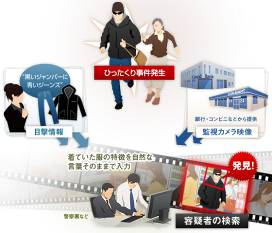 ひったくり事件発生
“黒いジャンパーに
青いジーンズ”
目撃情報
銀行・コンビニなどから提供
監視カメラ映像
着ていた服の特徴を自然な
言葉そのままで入力
発見!
警察署など
容疑者の検索